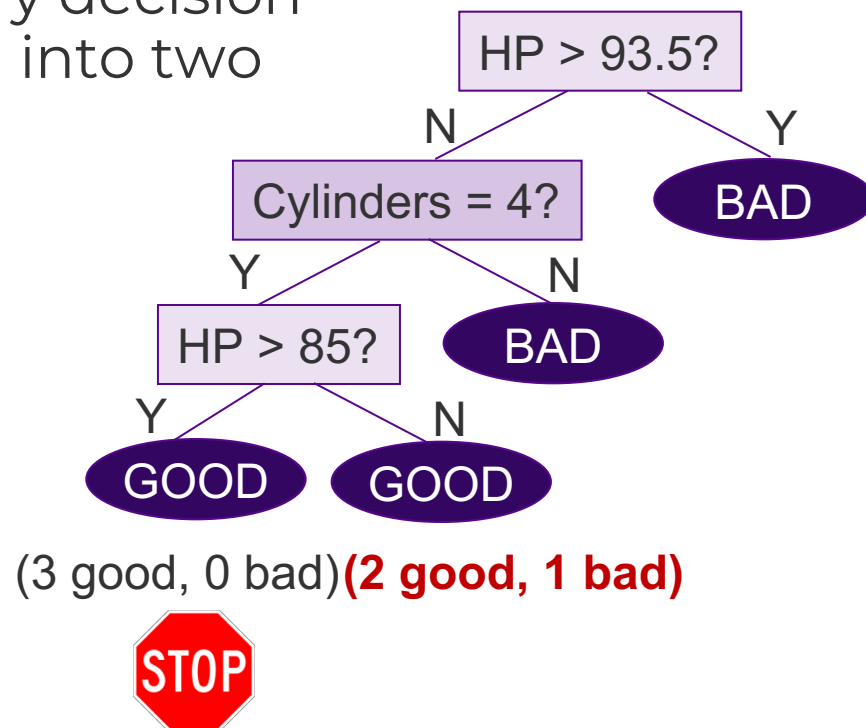 y decision
into two
HP > 93.5?
N
Y
Cylinders = 4?
BAD
Y
N
HP > 85?
BAD
Y
N
GOOD
GOOD
(3 good, 0 bad)(2 good, 1 bad)
STOP